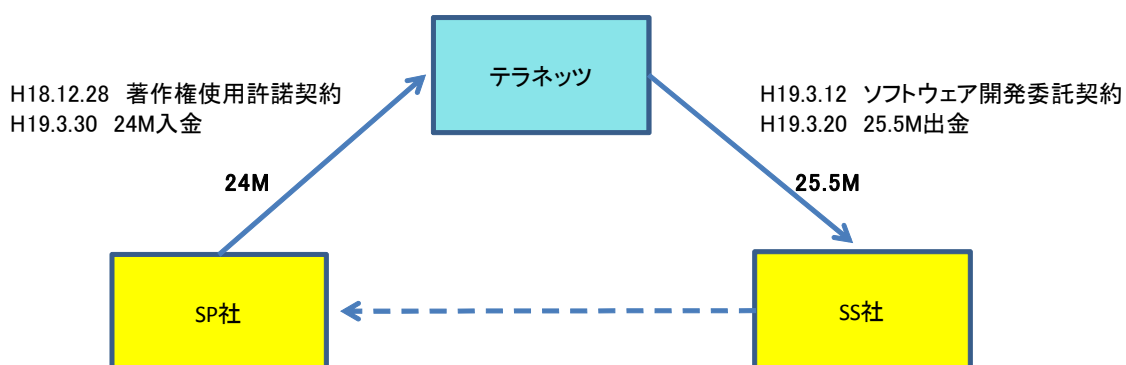 テラネッツ
H18.12.28 著作権使用許諾契約
H19.3.30 24M入金
H19.3.12 ソフトウェア開発委託契約
H19.3.20 25.5M出金
24M
25.5M
SP社
SS社